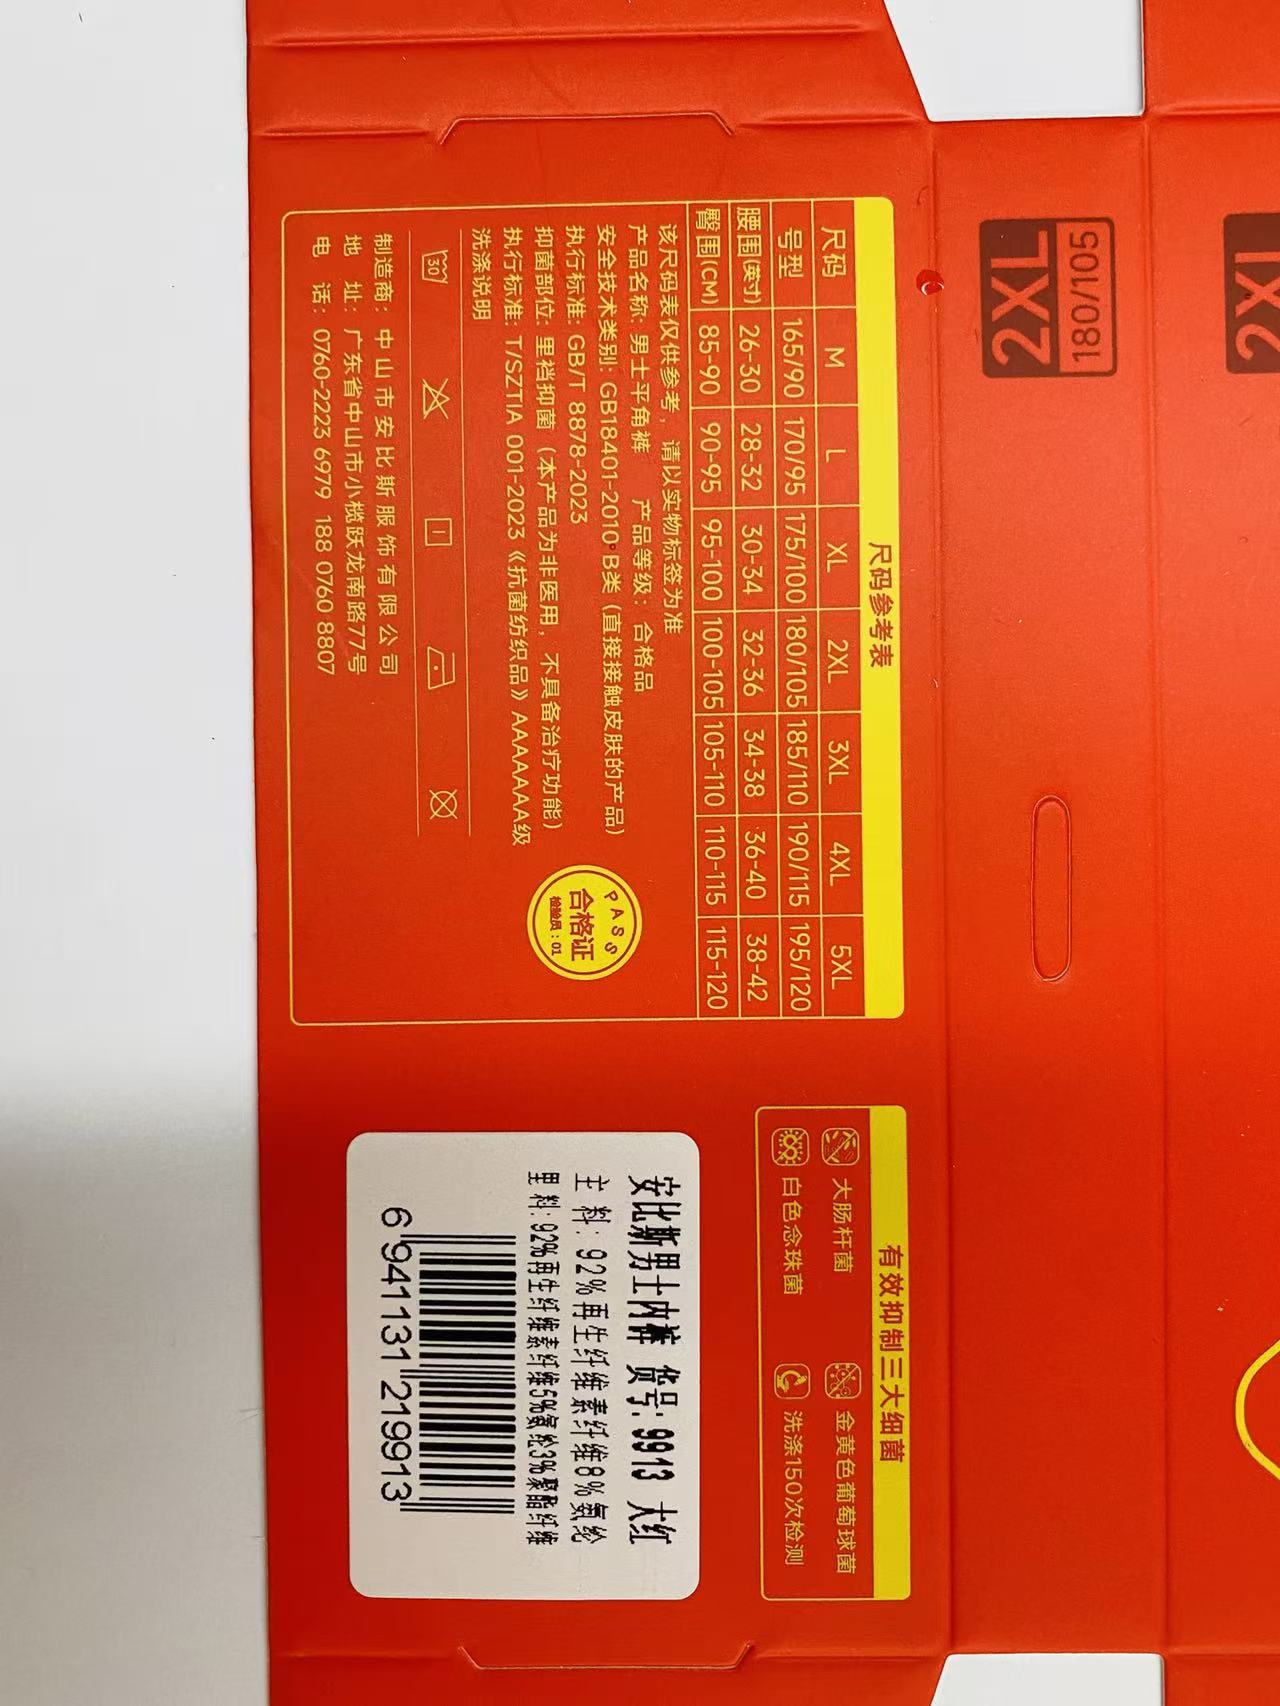 尺码参考表
尺码 M L XL 2XL 3XL 4XL 5XL
号型 165/90 170/95 175/100 180/105 185/110 190/115 195/120
腰围(英寸) 26-30 28-32 30-34 32-36 34-38 36-40 38-42
臀围(CM) 85-90 90-95 95-100 100-105 105-110 110-115 115-120
该尺码表仅供参考，请以实物标签为准
产品名称: 男士平角裤 产品等级: 合格品
安全技术类别: GB18401-2010 B类 (直接接触皮肤的产品)
执行标准: GB/T 8878-2023
抑菌部位: 里裆抑菌 (本产品为非医用，不具备治疗功能)
执行标准: T/SZTIA 001-2023《抗菌纺织品》AAAAAAA级
洗涤说明
30
制造商: 中山市安比斯服饰有限公司
地 址: 广东省中山市小榄跃龙南路77号
电 话: 0760-2223 6979 188 0760 8807
PASS
合格证
检验员: 01
有效抑制三大细菌
大肠杆菌 金黄色葡萄球菌
白色念珠菌 洗涤150次检测
安比斯男士内裤 货号: 9913 大红
主 料: 92%再生纤维素纤维8%氨纶
里料: 92%再生纤维素纤维5%氨纶3%聚酯纤维
6 941131 219913
180/105
2XL
2XL